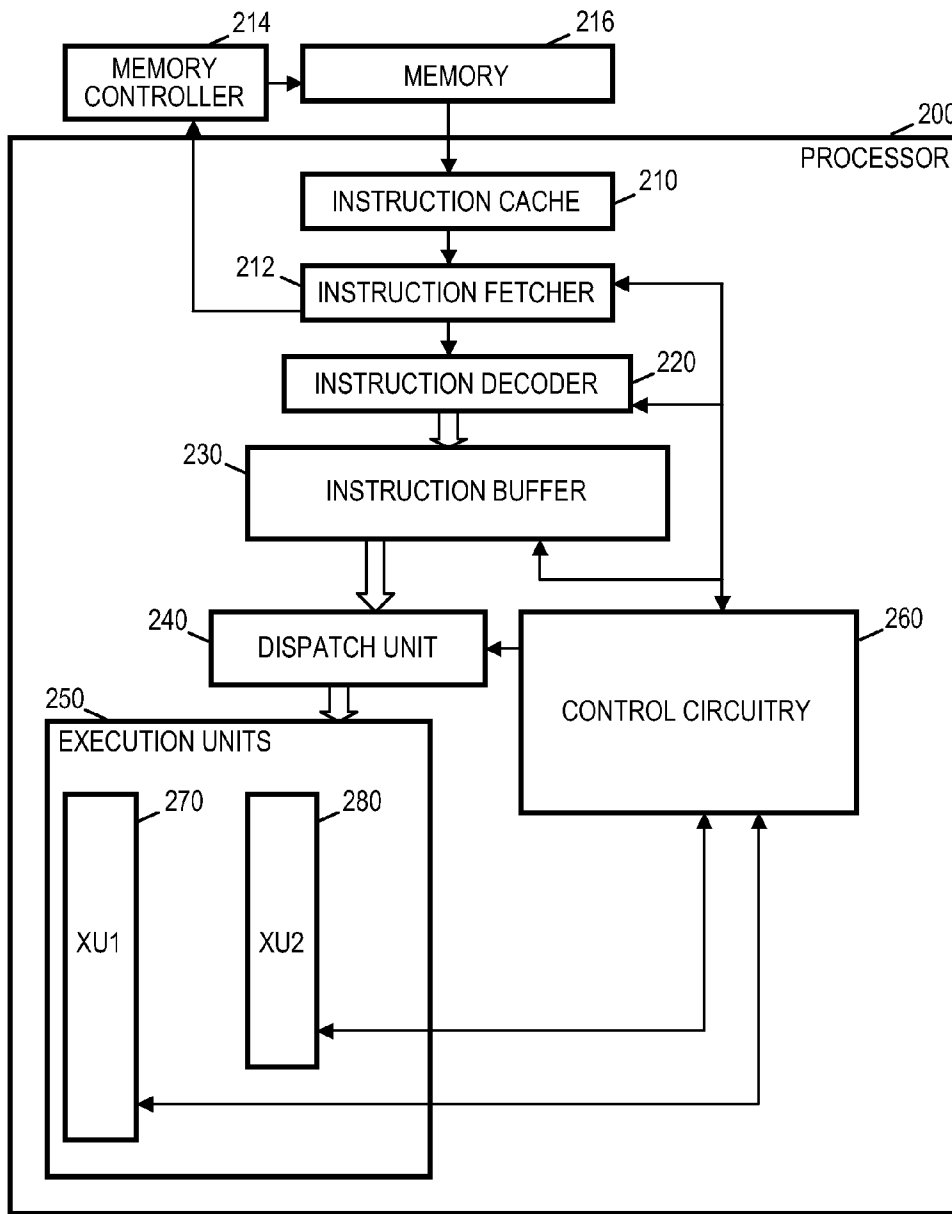 214
216
MEMORY
CONTROLLER
MEMORY
200
PROCESSOR
INSTRUCTION CACHE
210
212
INSTRUCTION FETCHER
INSTRUCTION DECODER
220
230
INSTRUCTION BUFFER
240
DISPATCH UNIT
260
CONTROL CIRCUITRY
250
EXECUTION UNITS
270
280
XU1
XU2